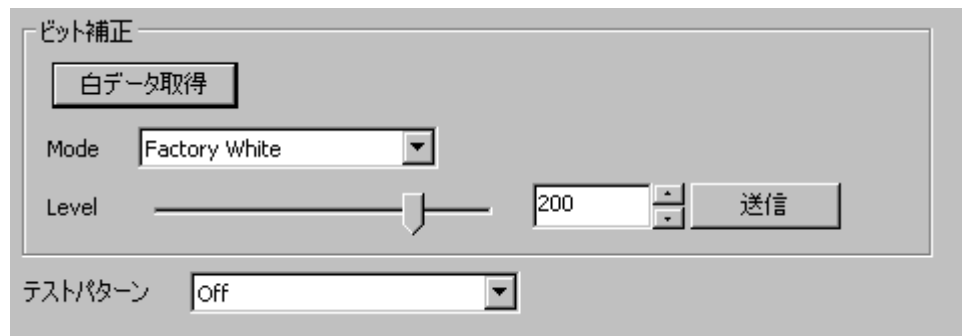 ビット補正
白データ取得
Mode Factory White
Level 200 送信
テストパターン Off